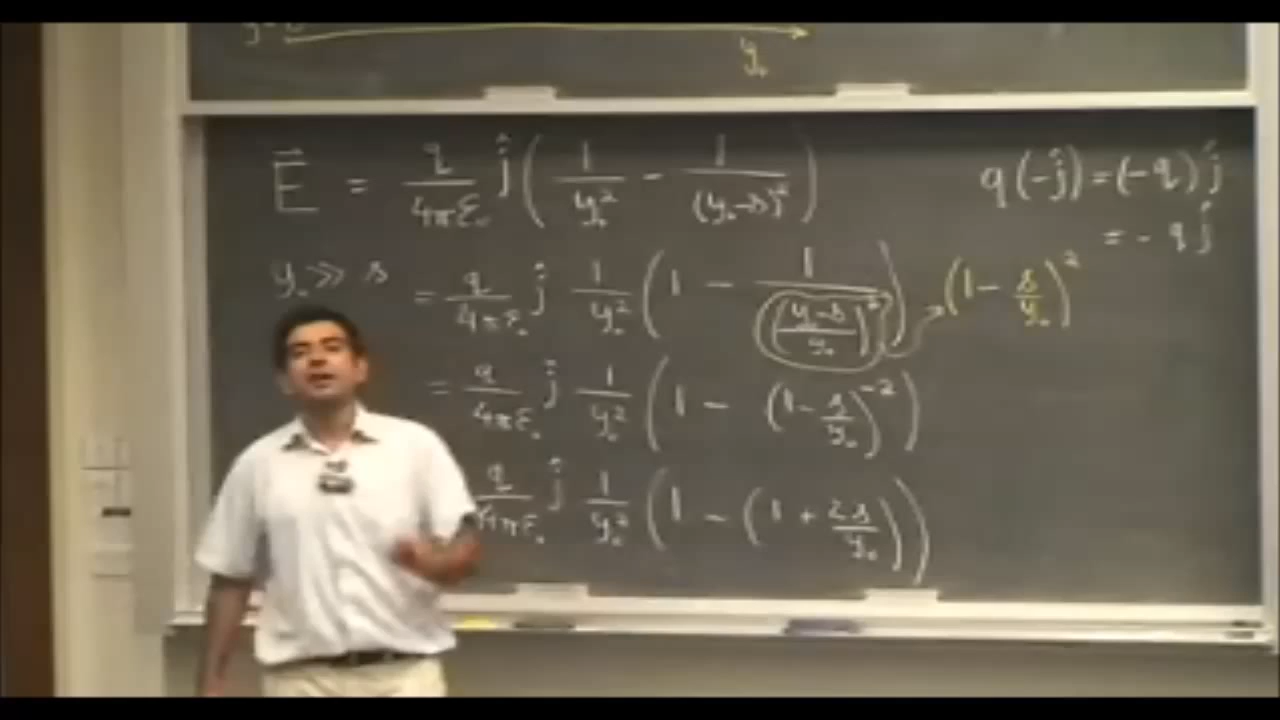 y₀
E⃗ = q/4πε₀ ĵ ( 1/y₀² - 1/(y₀-s)² )
q(-ĵ) = (-q) ĵ
= - q ĵ
y₀ ≫ s = q/4πε₀ ĵ 1/y₀² ( 1 - 1/((y₀-s)/y₀)² ) (1 - s/y₀)²
= q/4πε₀ ĵ 1/y₀² ( 1 - (1 - s/y₀)⁻² )
q/4πε₀ ĵ 1/y₀² ( 1 - ( 1 + 2s/y₀ ) )